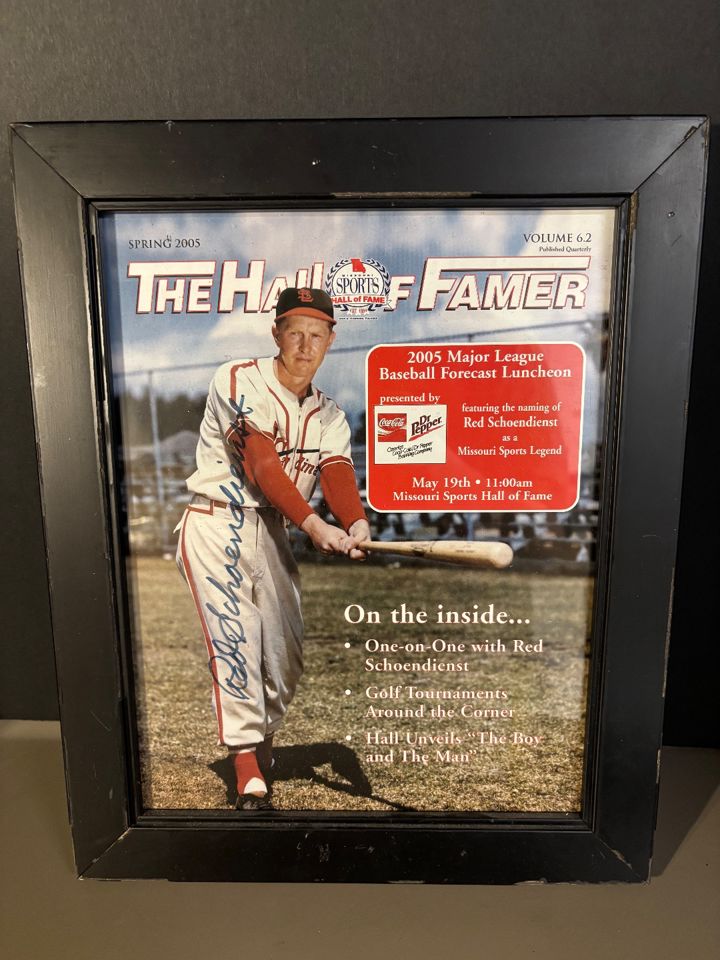 SPRING 2005
VOLUME 6.2
Published Quarterly
THE HALL OF FAMER
MISSOURI
SPORTS
HALL OF FAME
2005 Major League
Baseball Forecast Luncheon
presented by
Coca-Cola
Dr Pepper
featuring the naming of
Red Schoendienst
as a
Missouri Sports Legend
May 19th • 11:00am
Missouri Sports Hall of Fame
Red Schoendienst
On the inside...
• One-on-One with Red
Schoendienst
• Golf Tournaments
Around the Corner
• Hall Unveils "The Boy
and The Man"